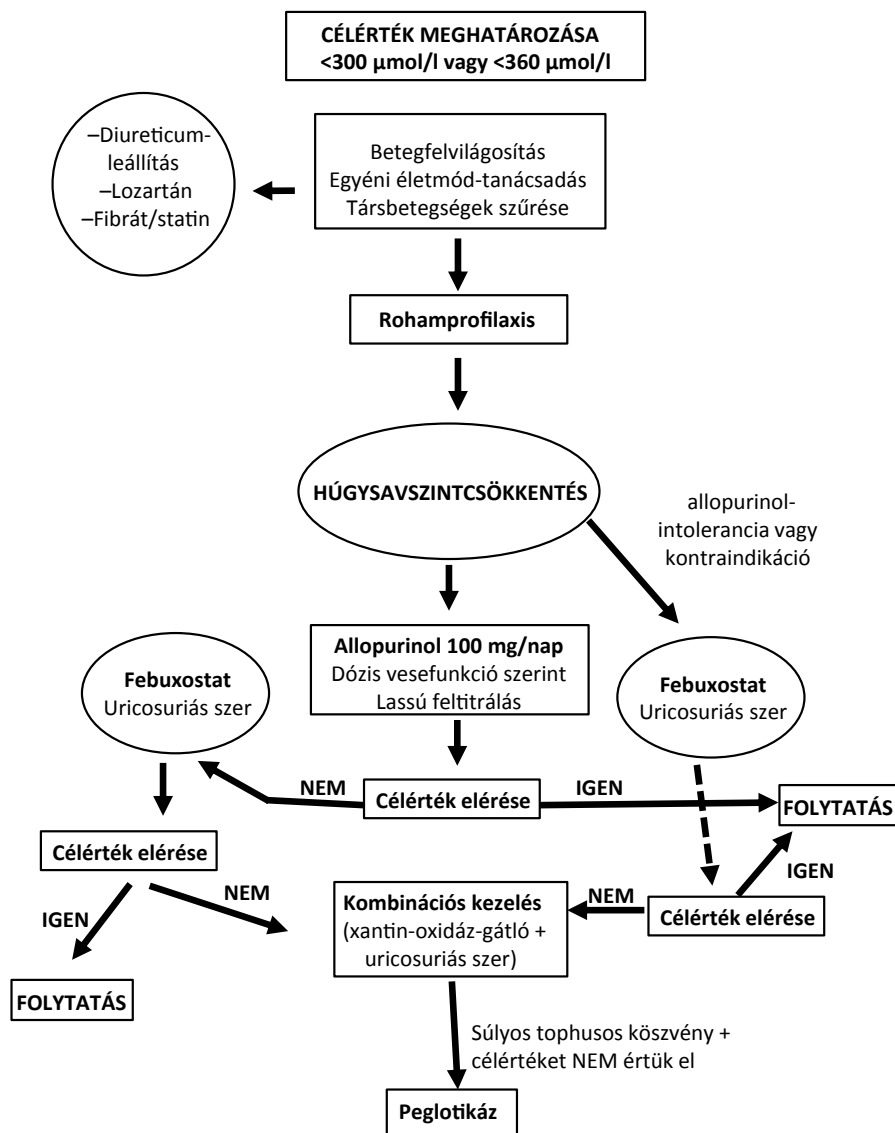 CÉLÉRTÉK MEGHATÁROZÁSA
<300 µmol/l vagy <360 µmol/l
–Diureticum-
leállítás
–Lozartán
–Fibrát/statin
Betegfelvilágosítás
Egyéni életmód-tanácsadás
Társbetegségek szűrése
Rohamprofilaxis
HÚGYSAVSZINTCSÖKKENTÉS
allopurinol-
intolerancia vagy
kontraindikáció
Allopurinol 100 mg/nap
Dózis vesefunkció szerint
Lassú feltitrálás
Febuxostat
Uricosuriás szer
Febuxostat
Uricosuriás szer
NEM
Célérték elérése
IGEN
FOLYTATÁS
Célérték elérése
IGEN
NEM
FOLYTATÁS
Kombinációs kezelés
(xantin-oxidáz-gátló +
uricosuriás szer)
NEM
Célérték elérése
IGEN
Súlyos tophusos köszvény +
célértéket NEM értük el
Peglotikáz